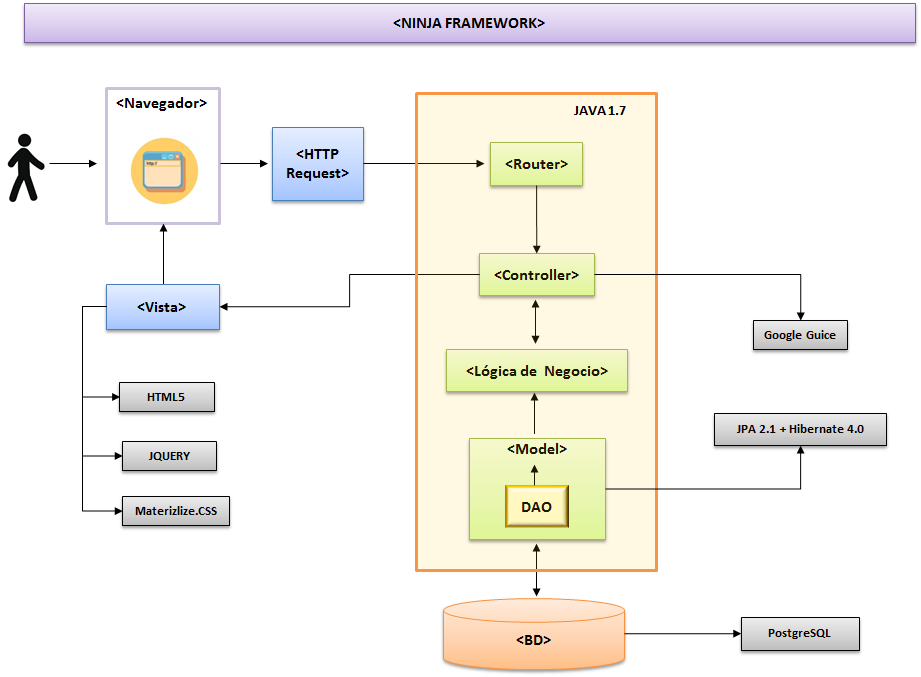 <NINJA FRAMEWORK>
<Navegador>
http://
<HTTP
Request>
JAVA 1.7
<Router>
<Controller>
<Vista>
Google Guice
<Lógica de Negocio>
HTML5
JPA 2.1 + Hibernate 4.0
<Model>
JQUERY
DAO
Materizlize.CSS
<BD>
PostgreSQL